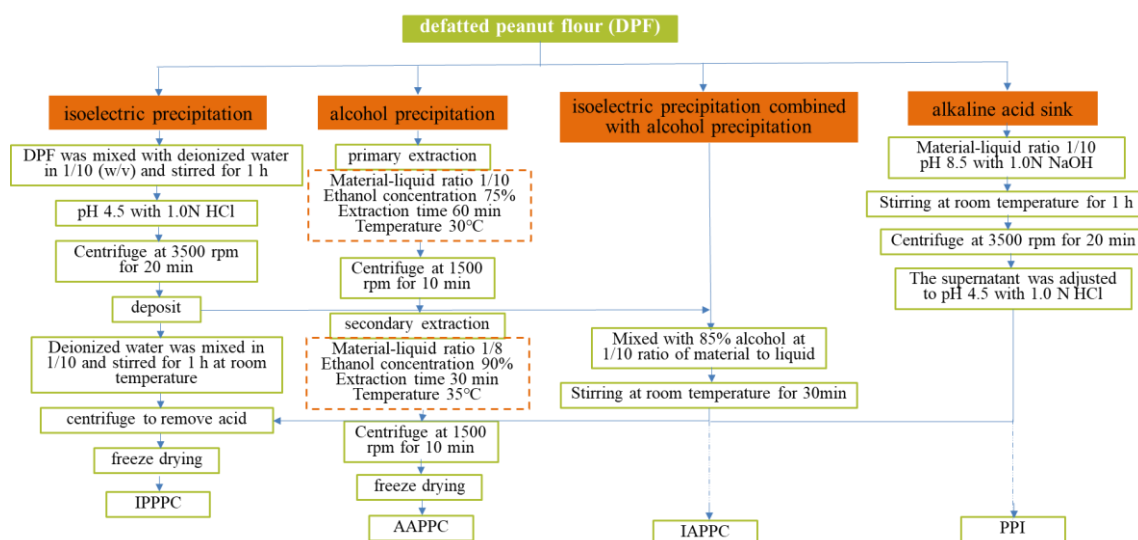 defatted peanut flour (DPF)
isoelectric precipitation
DPF was mixed with deionized water
in 1/10 (w/v) and stirred for 1 h
pH 4.5 with 1.0N HCl
Centrifuge at 3500 rpm
for 20 min
deposit
Deionized water was mixed in
1/10 and stirred for 1 h at room
temperature
centrifuge to remove acid
freeze drying
IPPPC
alcohol precipitation
primary extraction
Material-liquid ratio 1/10
Ethanol concentration 75%
Extraction time 60 min
Temperature 30°C
Centrifuge at 1500
rpm for 10 min
secondary extraction
Material-liquid ratio 1/8
Ethanol concentration 90%
Extraction time 30 min
Temperature 35°C
Centrifuge at 1500
rpm for 10 min
freeze drying
AAPPC
isoelectric precipitation combined
with alcohol precipitation
Mixed with 85% alcohol at
1/10 ratio of material to liquid
Stirring at room temperature for 30min
IAPPC
alkaline acid sink
Material-liquid ratio 1/10
pH 8.5 with 1.0N NaOH
Stirring at room temperature for 1 h
Centrifuge at 3500 rpm for 20 min
The supernatant was adjusted
to pH 4.5 with 1.0 N HCl
PPI